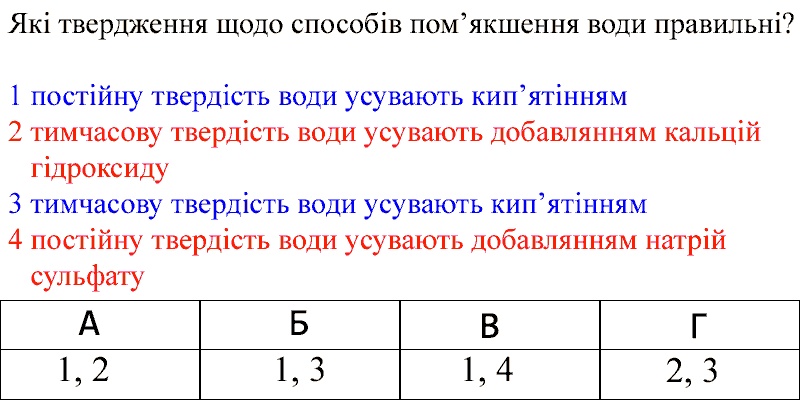 Які твердження щодо способів пом’якшення води правильні?
1 постійну твердість води усувають кип’ятінням
2 тимчасову твердість води усувають добавлянням кальцій
гідроксиду
3 тимчасову твердість води усувають кип’ятінням
4 постійну твердість води усувають добавлянням натрій
сульфату
А Б В Г
1, 2 1, 3 1, 4 2, 3